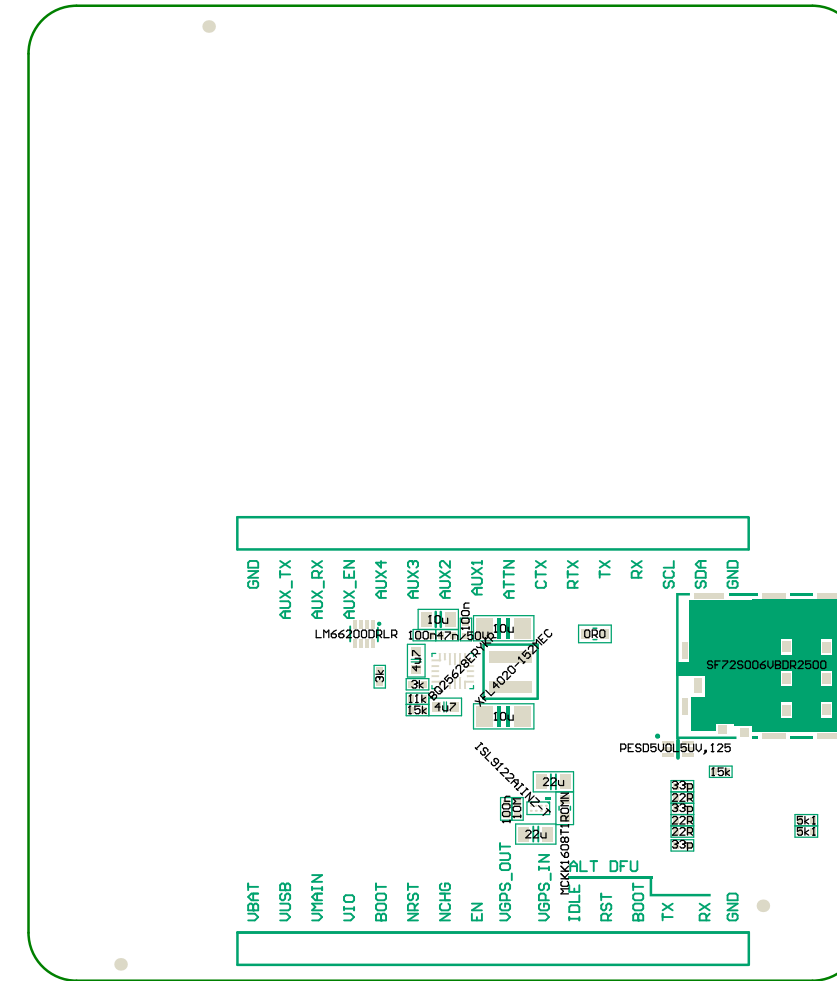 GND
AUX_TX
AUX_RX
AUX_EN
AUX4
AUX3
AUX2
AUX1
ATTN
CTX
RTX
TX
RX
SCL
SDA
GND
10u
100n
10u
LM66200DRLR
100n
47n/50V
0R0
4u7
BQ25628ERYKR
XFL4020-152MEC
SF72S006VBDR2500
3k
3k
11k
15k
4u7
10u
ISL9122AIINZ-T
PESD5V0L5UV,125
15k
22u
33p
22R
33p
22R
22R
33p
5k1
5k1
100n
10M
MCKK1608T1R0MN
22u
ALT DFU
VBAT
VUSB
VMAIN
VIO
BOOT
NRST
NCHG
EN
VGPS_OUT
VGPS_IN
IDLE
RST
BOOT
TX
RX
GND